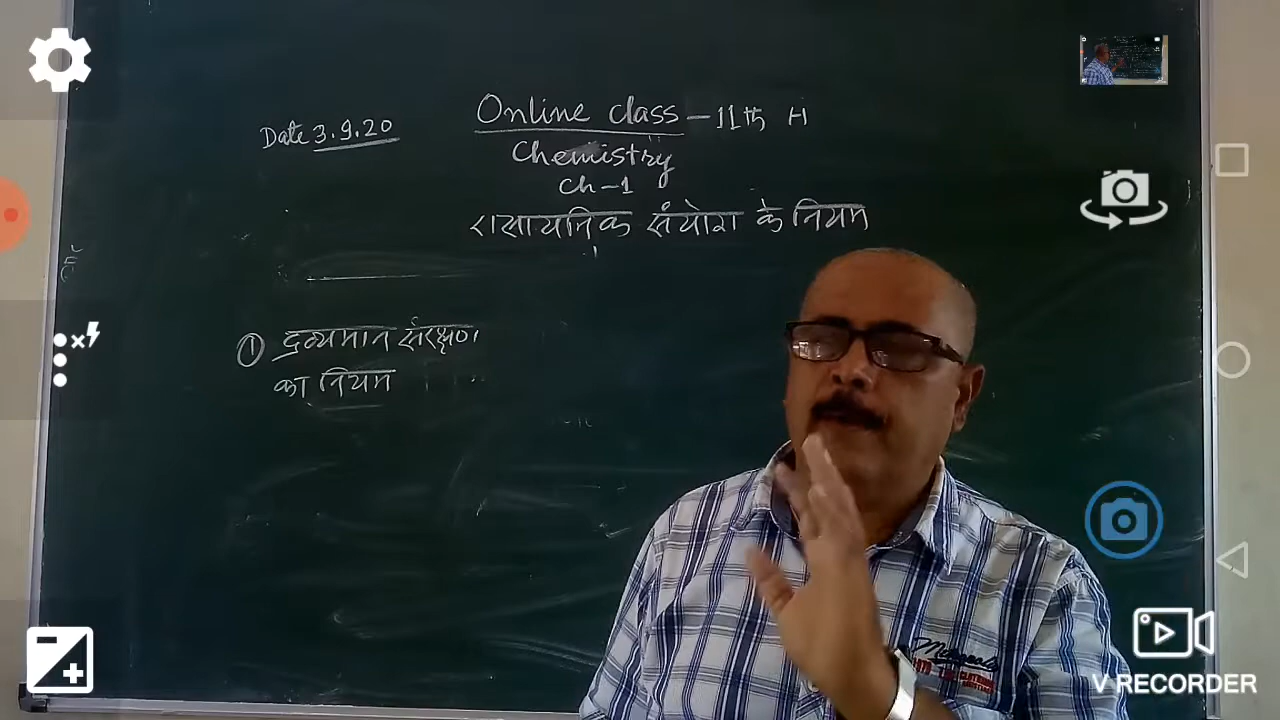 Date 3.9.20
Online class – 11th H
Chemistry
Ch-1
रासायनिक संयोग के नियम
① द्रव्यमान संरक्षण
का नियम
V RECORDER